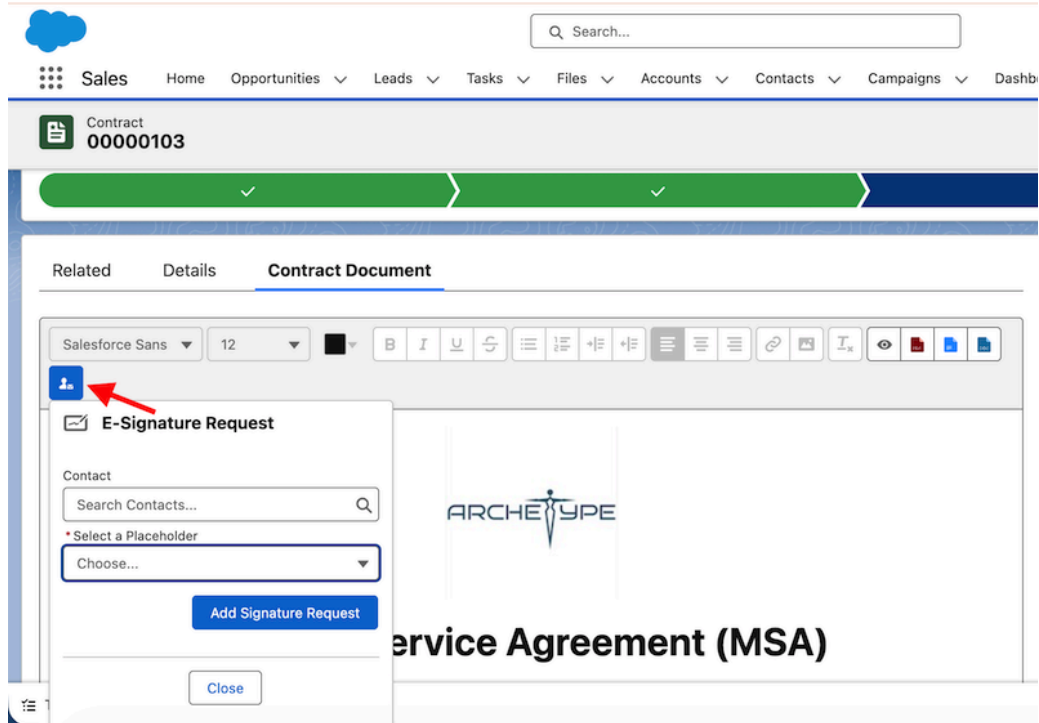 Search...
Sales Home Opportunities Leads Tasks Files Accounts Contacts Campaigns Dashb
Contract
00000103
Related Details Contract Document
Salesforce Sans 12 B I U S
E-Signature Request
Contact
Search Contacts...
* Select a Placeholder
Choose...
Add Signature Request
Close
ARCHETYPE
ervice Agreement (MSA)